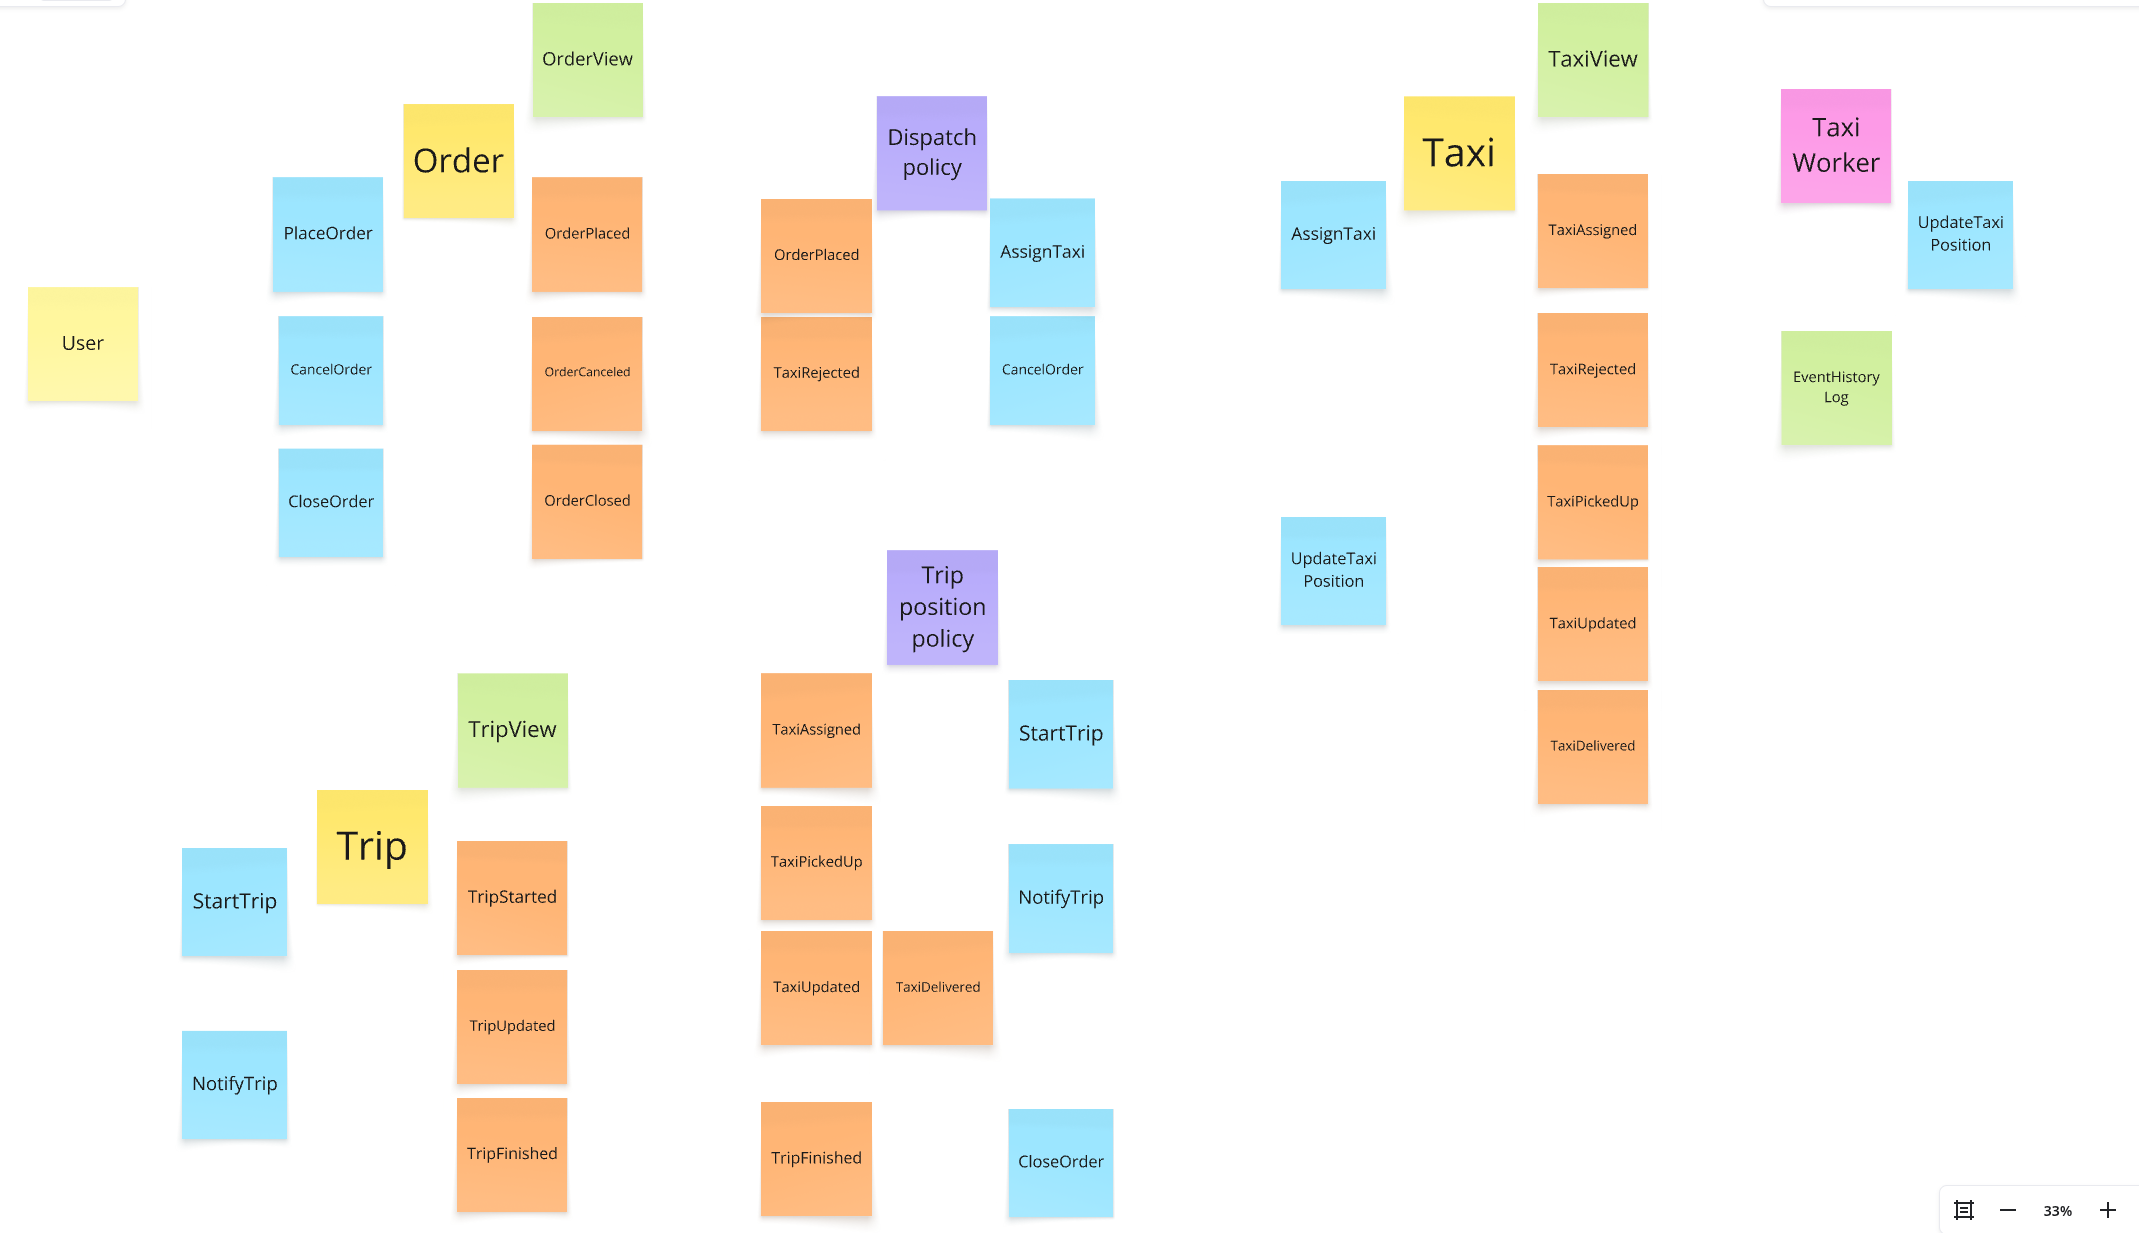 OrderView
Order
PlaceOrder
OrderPlaced
User
CancelOrder
OrderCanceled
CloseOrder
OrderClosed
Dispatch
policy
OrderPlaced
AssignTaxi
TaxiRejected
CancelOrder
TaxiView
Taxi
AssignTaxi
TaxiAssigned
TaxiRejected
TaxiPickedUp
UpdateTaxi
Position
TaxiUpdated
TaxiDelivered
Taxi
Worker
UpdateTaxi
Position
EventHistory
Log
TripView
Trip
StartTrip
TripStarted
TripUpdated
NotifyTrip
TripFinished
Trip
position
policy
TaxiAssigned
StartTrip
TaxiPickedUp
NotifyTrip
TaxiUpdated
TaxiDelivered
TripFinished
CloseOrder
33%